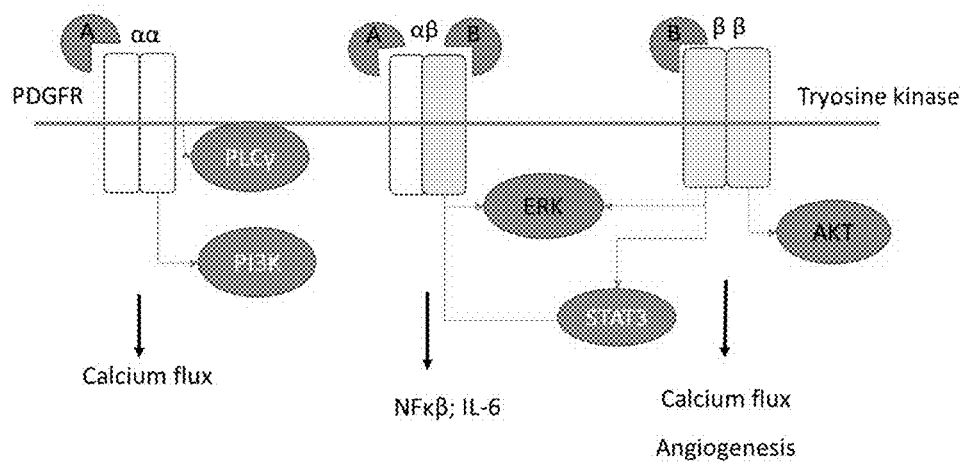 A αα A αβ B B β β
PDGFR Tryosine kinase
PLCγ
ERK
AKT
PI3K
STAT3
Calcium flux
NFκβ; IL-6 Calcium flux
Angiogenesis